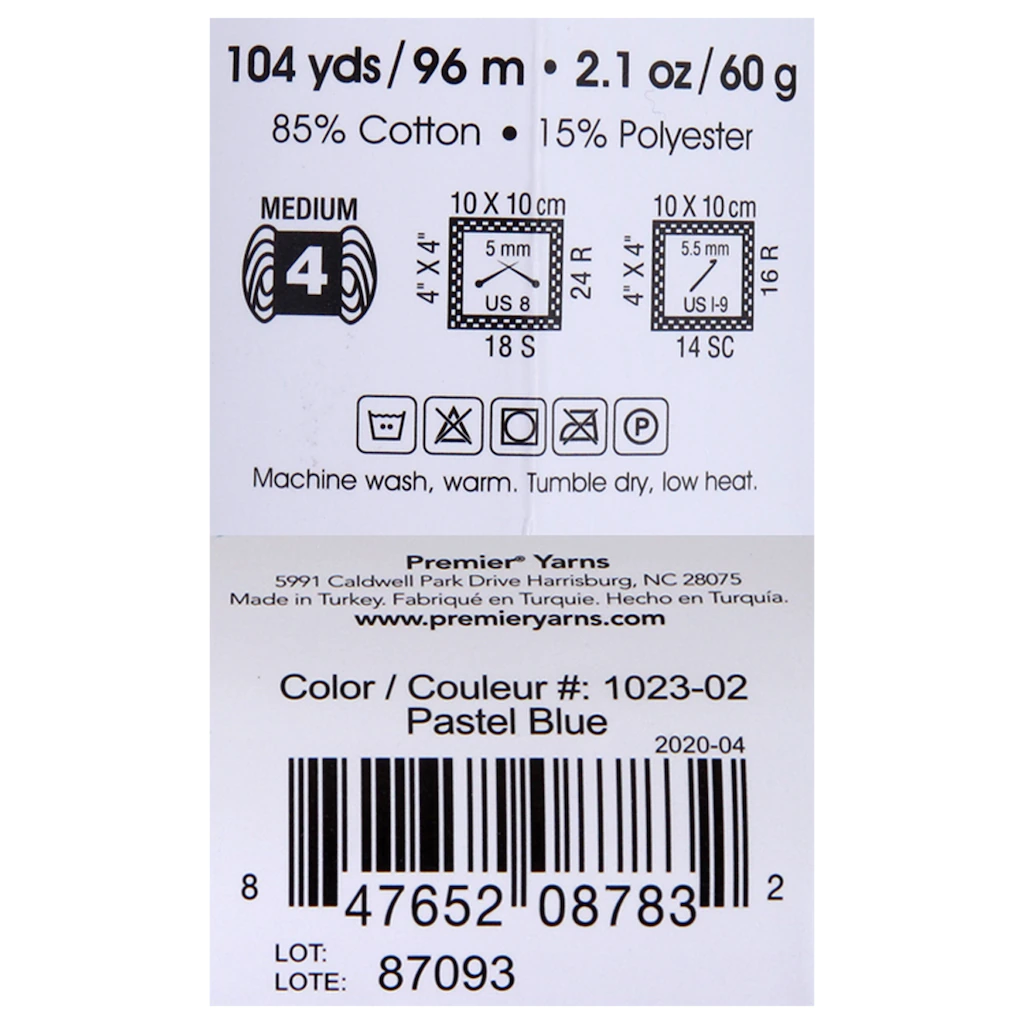 104 yds/96 m • 2.1 oz/60 g
85% Cotton • 15% Polyester
MEDIUM
4
10 X 10 cm
4" X 4"
5 mm
US 8
24 R
18 S
10 X 10 cm
4" X 4"
5.5 mm
US I-9
16 R
14 SC
P
Machine wash, warm. Tumble dry, low heat.
Premier® Yarns
5991 Caldwell Park Drive Harrisburg, NC 28075
Made in Turkey. Fabriqué en Turquie. Hecho en Turquía.
www.premieryarns.com
Color / Couleur #: 1023-02
Pastel Blue
2020-04
8 47652 08783 2
LOT:
LOTE: 87093